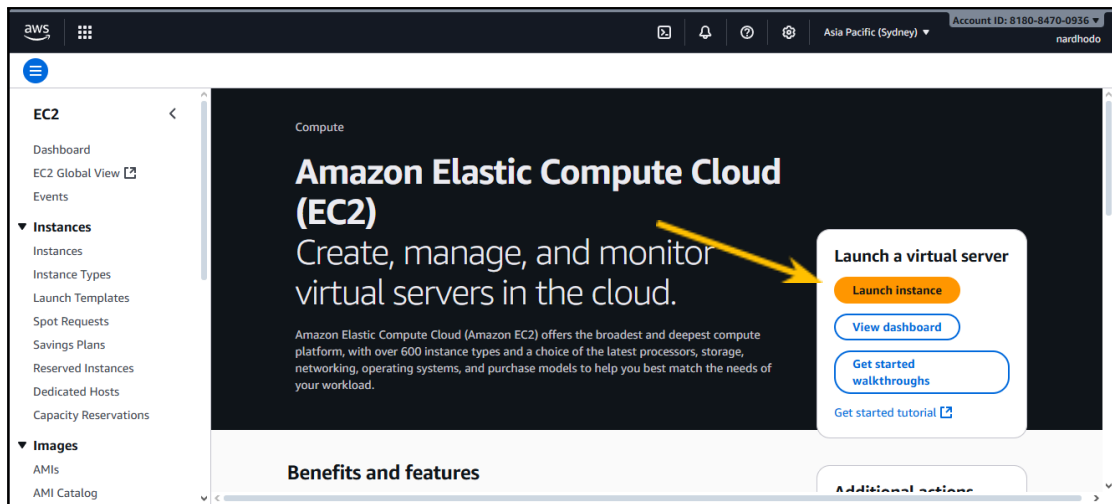 aws
Asia Pacific (Sydney) ▼
Account ID: 8180-8470-0936 ▼
nardhodo
EC2
Dashboard
EC2 Global View
Events
▼ Instances
Instances
Instance Types
Launch Templates
Spot Requests
Savings Plans
Reserved Instances
Dedicated Hosts
Capacity Reservations
▼ Images
AMIs
AMI Catalog
Compute
Amazon Elastic Compute Cloud
(EC2)
Create, manage, and monitor
virtual servers in the cloud.
Amazon Elastic Compute Cloud (Amazon EC2) offers the broadest and deepest compute
platform, with over 600 instance types and a choice of the latest processors, storage,
networking, operating systems, and purchase models to help you best match the needs of
your workload.
Launch a virtual server
Launch instance
View dashboard
Get started
walkthroughs
Get started tutorial
Benefits and features
Additional actions